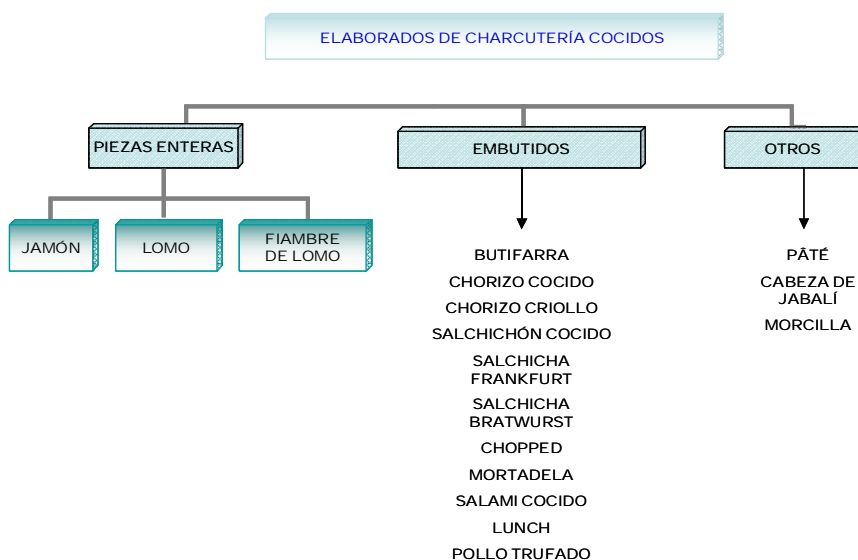 ELABORADOS DE CHARCUTERÍA COCIDOS
PIEZAS ENTERAS
EMBUTIDOS
OTROS
JAMÓN
LOMO
FIAMBRE
DE LOMO
BUTIFARRA
CHORIZO COCIDO
CHORIZO CRIOLLO
SALCHICHÓN COCIDO
SALCHICHA
FRANKFURT
SALCHICHA
BRATWURST
CHOPPED
MORTADELA
SALAMI COCIDO
LUNCH
POLLO TRUFADO
PÂTÉ
CABEZA DE
JABALÍ
MORCILLA